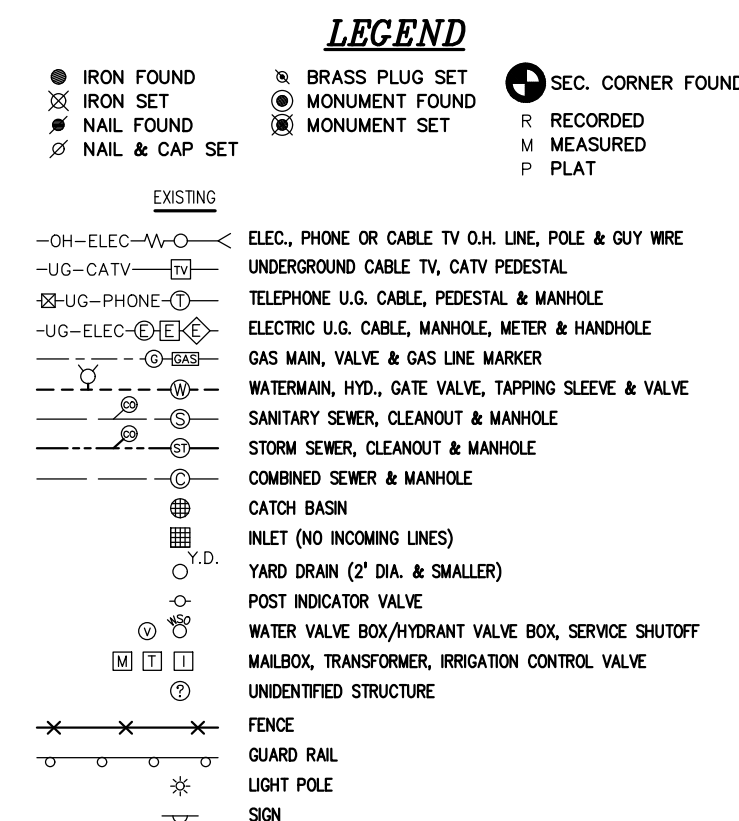 LEGEND
IRON FOUND
IRON SET
NAIL FOUND
NAIL & CAP SET
BRASS PLUG SET
MONUMENT FOUND
MONUMENT SET
SEC. CORNER FOUND
R RECORDED
M MEASURED
P PLAT
EXISTING
-OH-ELEC- ELEC., PHONE OR CABLE TV O.H. LINE, POLE & GUY WIRE
-UG-CATV- TV UNDERGROUND CABLE TV, CATV PEDESTAL
-UG-PHONE- T TELEPHONE U.G. CABLE, PEDESTAL & MANHOLE
-UG-ELEC- E E E ELECTRIC U.G. CABLE, MANHOLE, METER & HANDHOLE
G GAS GAS MAIN, VALVE & GAS LINE MARKER
W WATERMAIN, HYD., GATE VALVE, TAPPING SLEEVE & VALVE
CO S SANITARY SEWER, CLEANOUT & MANHOLE
CO ST STORM SEWER, CLEANOUT & MANHOLE
C COMBINED SEWER & MANHOLE
CATCH BASIN
INLET (NO INCOMING LINES)
Y.D. YARD DRAIN (2' DIA. & SMALLER)
POST INDICATOR VALVE
V WSO WATER VALVE BOX/HYDRANT VALVE BOX, SERVICE SHUTOFF
M T I MAILBOX, TRANSFORMER, IRRIGATION CONTROL VALVE
? UNIDENTIFIED STRUCTURE
FENCE
GUARD RAIL
LIGHT POLE
SIGN